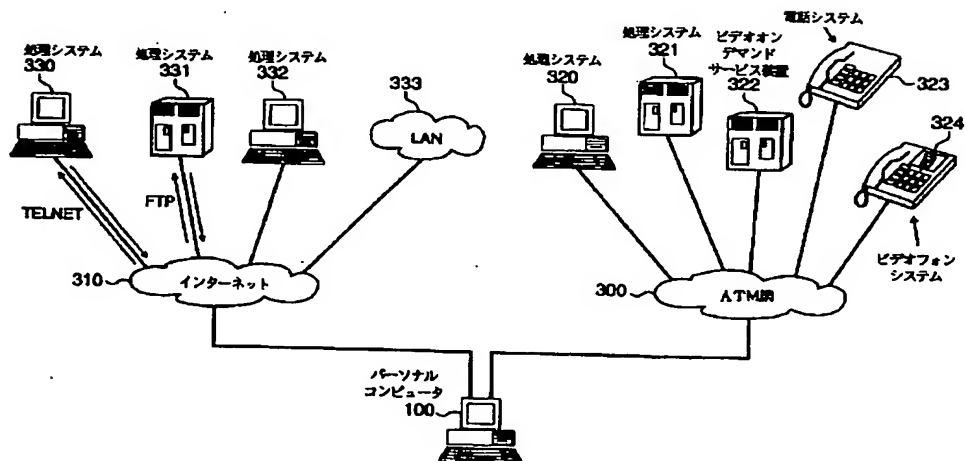 処理システム
330
処理システム
331
処理システム
332
333
LAN
TELNET
FTP
310
インターネット
処理システム
320
処理システム
321
ビデオオン
デマンド
サービス装置
322
電話システム
323
324
ビデオフォン
システム
300
ATM網
パーソナル
コンピュータ
100